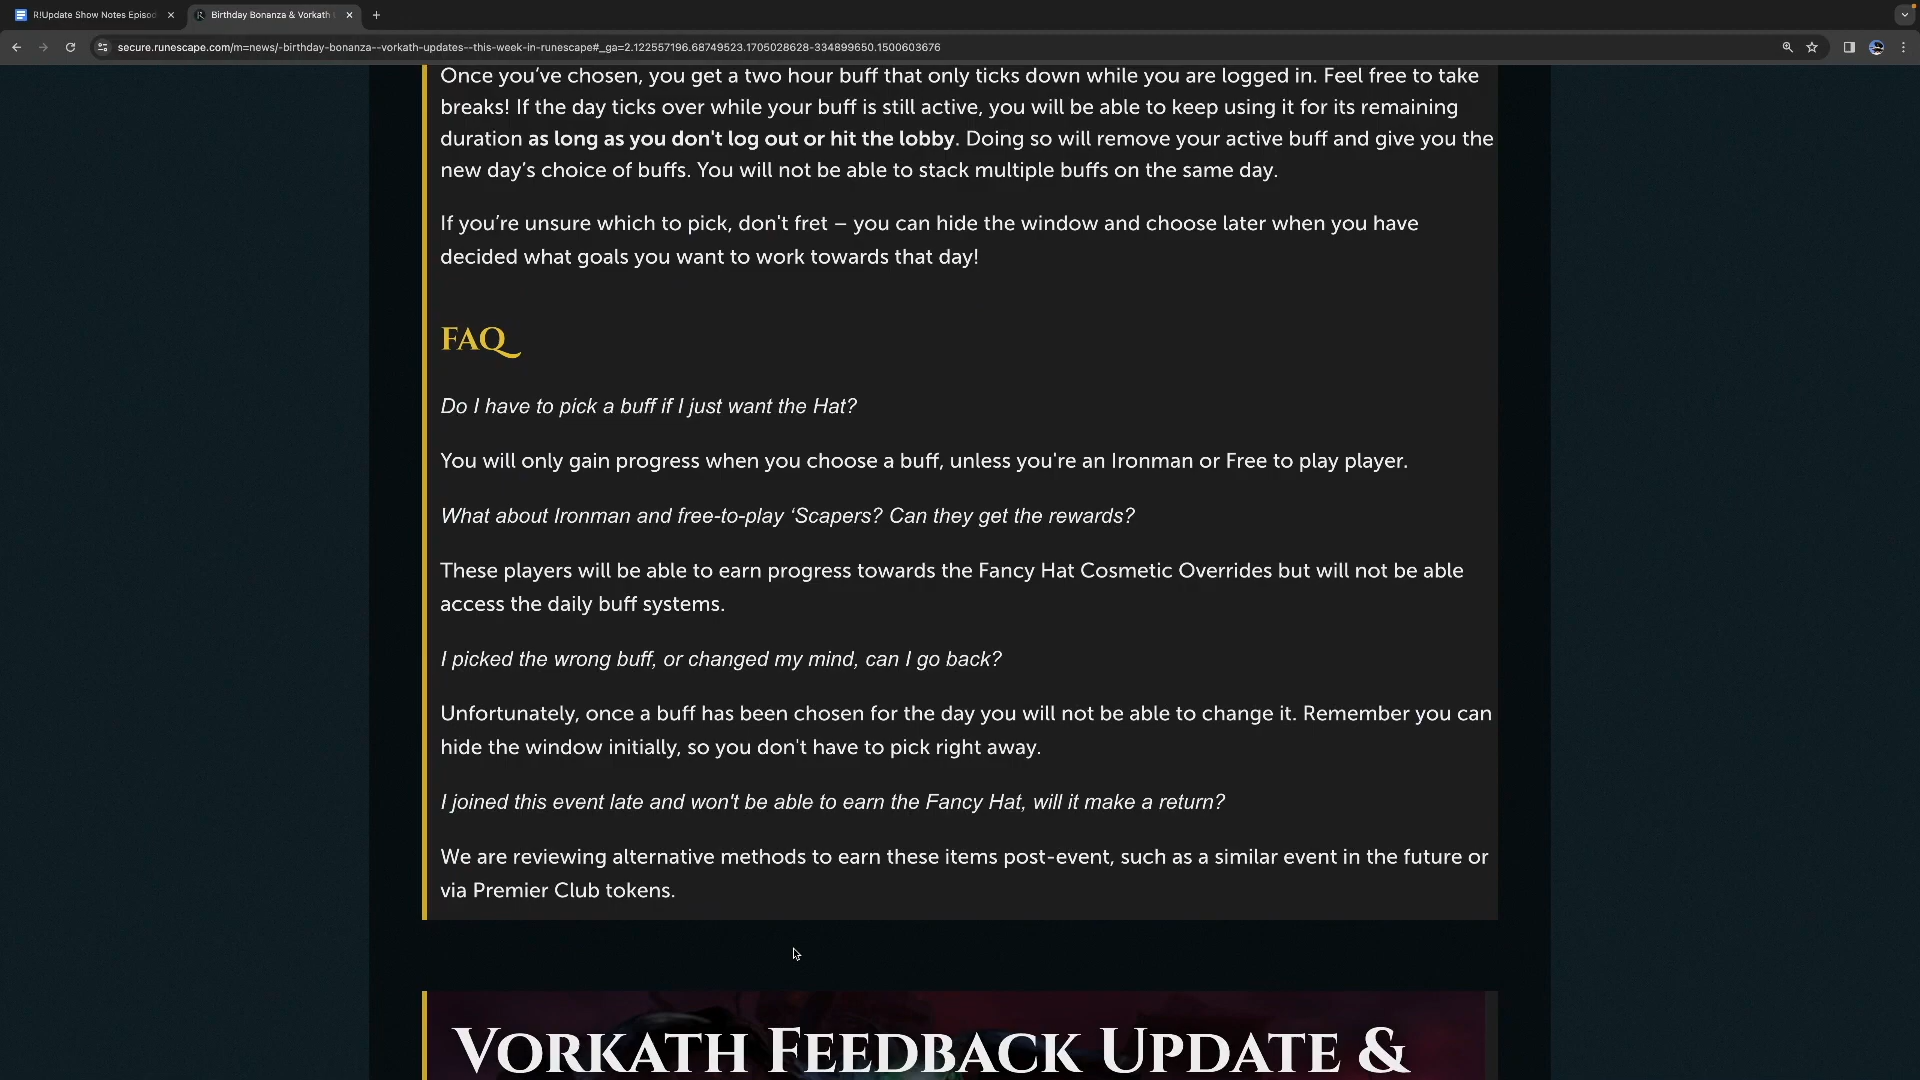 R!Update Show Notes Episod
Birthday Bonanza & Vorkath
secure.runescape.com/m=news/-birthday-bonanza--vorkath-updates--this-week-in-runescape#_ga=2.122557196.68749523.1705028628-334899650.1500603676
Once you’ve chosen, you get a two hour buff that only ticks down while you are logged in. Feel free to take
breaks! If the day ticks over while your buff is still active, you will be able to keep using it for its remaining
duration as long as you don't log out or hit the lobby. Doing so will remove your active buff and give you the
new day’s choice of buffs. You will not be able to stack multiple buffs on the same day.
If you’re unsure which to pick, don't fret – you can hide the window and choose later when you have
decided what goals you want to work towards that day!
FAQ
Do I have to pick a buff if I just want the Hat?
You will only gain progress when you choose a buff, unless you're an Ironman or Free to play player.
What about Ironman and free-to-play ‘Scapers? Can they get the rewards?
These players will be able to earn progress towards the Fancy Hat Cosmetic Overrides but will not be able
access the daily buff systems.
I picked the wrong buff, or changed my mind, can I go back?
Unfortunately, once a buff has been chosen for the day you will not be able to change it. Remember you can
hide the window initially, so you don't have to pick right away.
I joined this event late and won't be able to earn the Fancy Hat, will it make a return?
We are reviewing alternative methods to earn these items post-event, such as a similar event in the future or
via Premier Club tokens.
VORKATH FEEDBACK UPDATE &